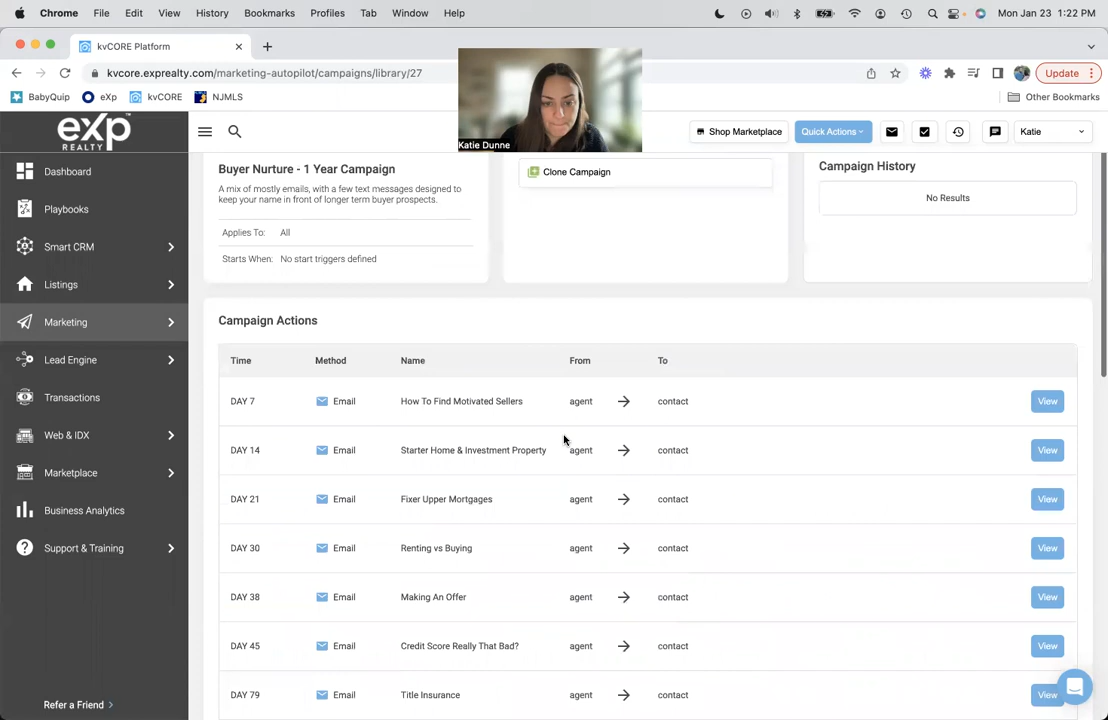 Chrome File Edit View History Bookmarks Profiles Tab Window Help Mon Jan 23 1:22 PM
kvCORE Platform
kvcore.exprealty.com/marketing-autopilot/campaigns/library/27 Update
BabyQuip eXp kvCORE NJMLS Other Bookmarks
Katie Dunne
exp REALTY
Shop Marketplace Quick Actions Katie
Dashboard
Playbooks
Smart CRM
Listings
Marketing
Lead Engine
Transactions
Web & IDX
Marketplace
Business Analytics
Support & Training
Refer a Friend
Buyer Nurture - 1 Year Campaign
A mix of mostly emails, with a few text messages designed to
keep your name in front of longer term buyer prospects.
Applies To: All
Starts When: No start triggers defined
Clone Campaign
Campaign History
No Results
Campaign Actions
Time Method Name From To
DAY 7 Email How To Find Motivated Sellers agent contact View
DAY 14 Email Starter Home & Investment Property agent contact View
DAY 21 Email Fixer Upper Mortgages agent contact View
DAY 30 Email Renting vs Buying agent contact View
DAY 38 Email Making An Offer agent contact View
DAY 45 Email Credit Score Really That Bad? agent contact View
DAY 79 Email Title Insurance agent contact View